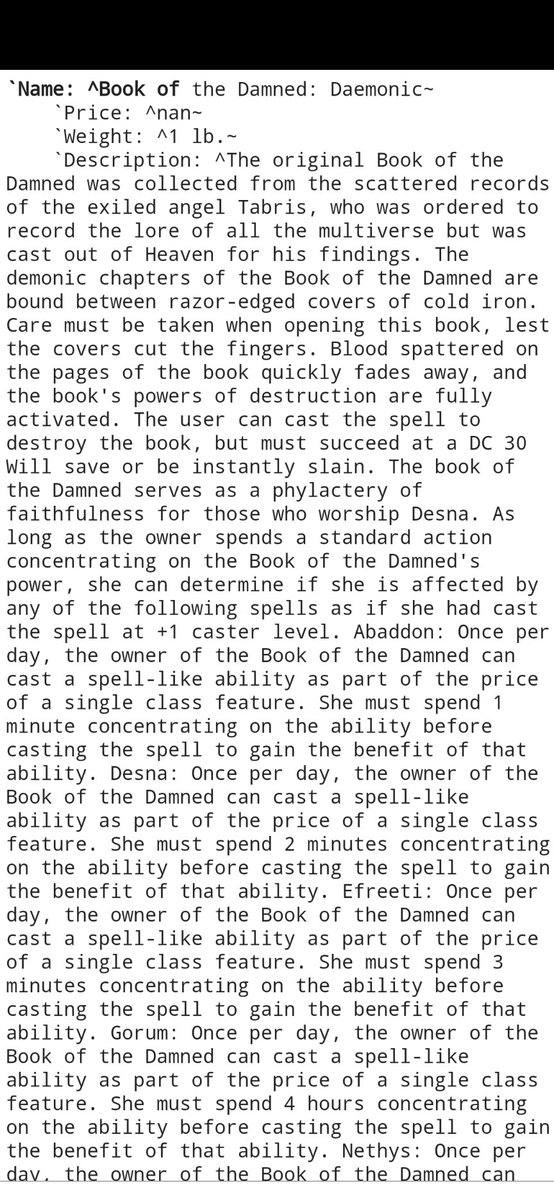 `Name: ^Book of the Damned: Daemonic~
`Price: ^nan~
`Weight: ^1 lb.~
`Description: ^The original Book of the
Damned was collected from the scattered records
of the exiled angel Tabris, who was ordered to
record the lore of all the multiverse but was
cast out of Heaven for his findings. The
demonic chapters of the Book of the Damned are
bound between razor-edged covers of cold iron.
Care must be taken when opening this book, lest
the covers cut the fingers. Blood spattered on
the pages of the book quickly fades away, and
the book's powers of destruction are fully
activated. The user can cast the spell to
destroy the book, but must succeed at a DC 30
Will save or be instantly slain. The book of
the Damned serves as a phylactery of
faithfulness for those who worship Desna. As
long as the owner spends a standard action
concentrating on the Book of the Damned's
power, she can determine if she is affected by
any of the following spells as if she had cast
the spell at +1 caster level. Abaddon: Once per
day, the owner of the Book of the Damned can
cast a spell-like ability as part of the price
of a single class feature. She must spend 1
minute concentrating on the ability before
casting the spell to gain the benefit of that
ability. Desna: Once per day, the owner of the
Book of the Damned can cast a spell-like
ability as part of the price of a single class
feature. She must spend 2 minutes concentrating
on the ability before casting the spell to gain
the benefit of that ability. Efreeti: Once per
day, the owner of the Book of the Damned can
cast a spell-like ability as part of the price
of a single class feature. She must spend 3
minutes concentrating on the ability before
casting the spell to gain the benefit of that
ability. Gorum: Once per day, the owner of the
Book of the Damned can cast a spell-like
ability as part of the price of a single class
feature. She must spend 4 hours concentrating
on the ability before casting the spell to gain
the benefit of that ability. Nethys: Once per
day, the owner of the Book of the Damned can